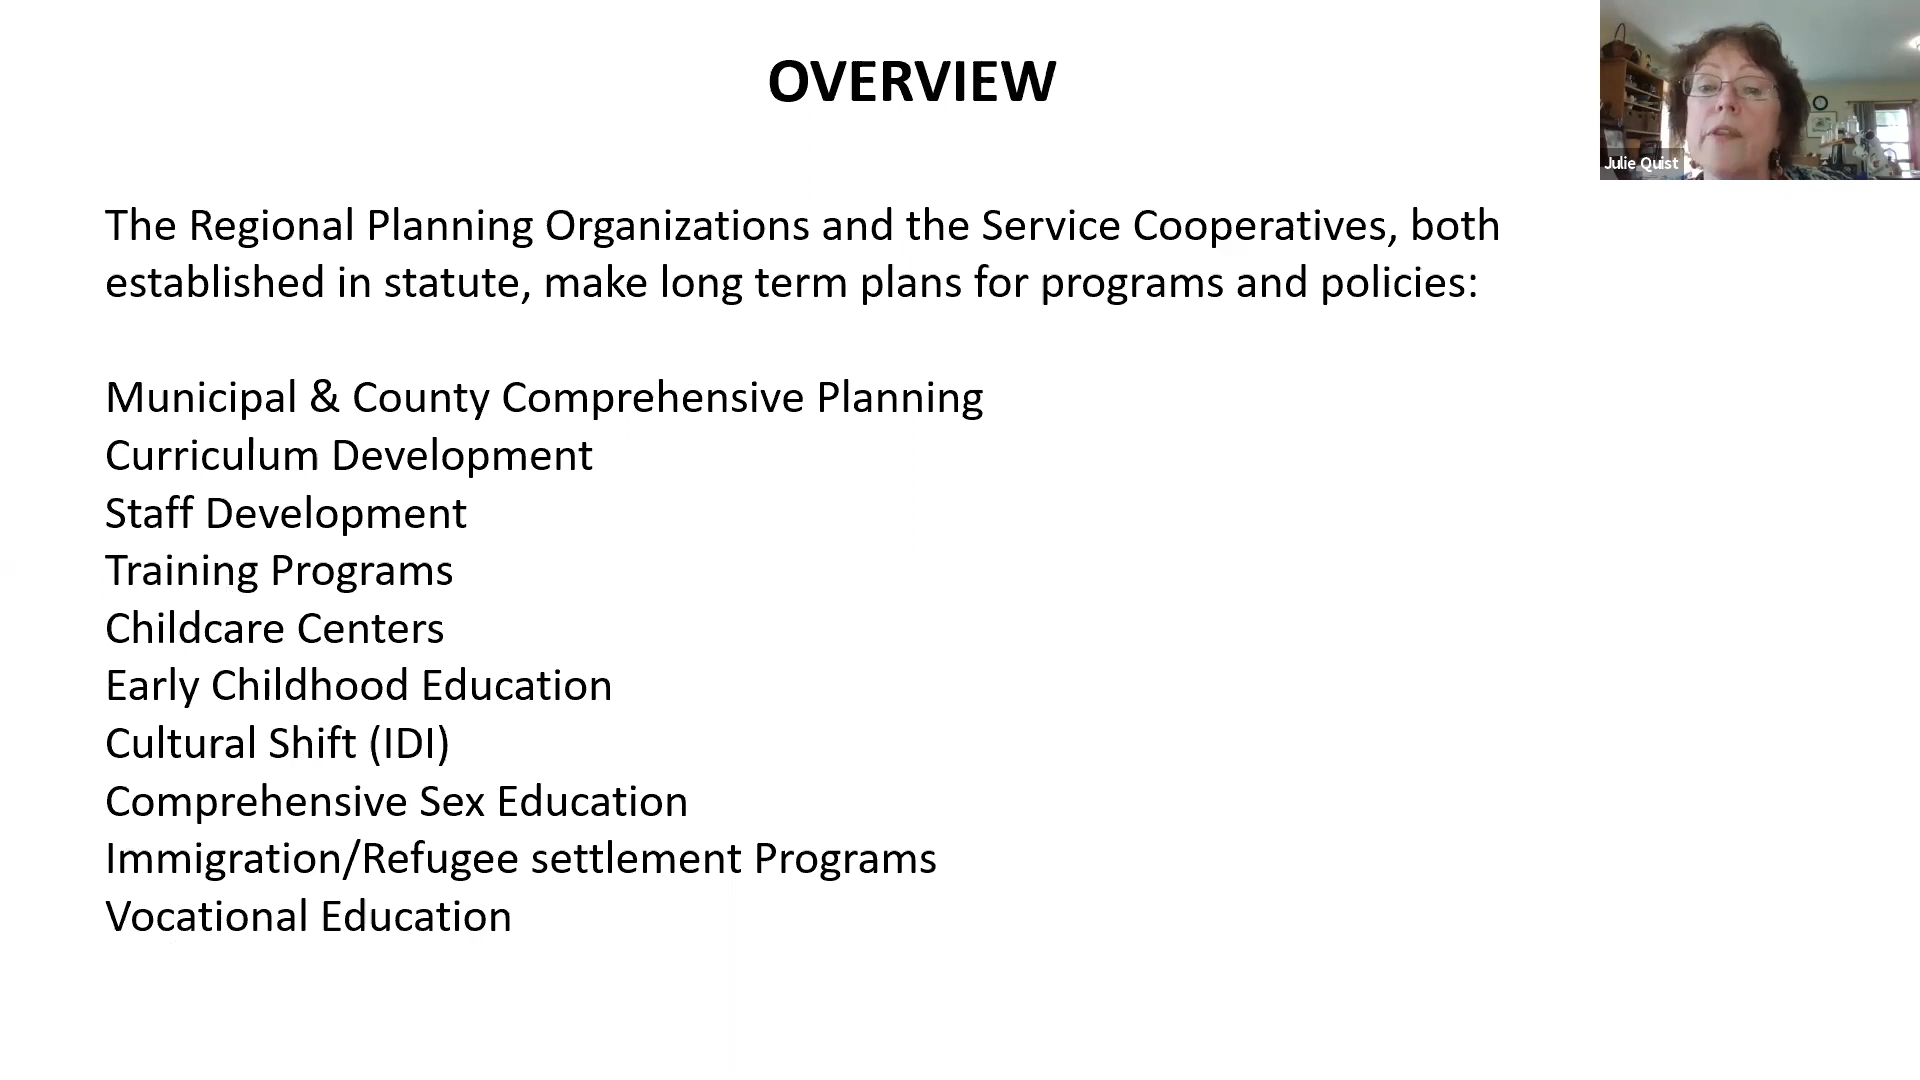 OVERVIEW
Julie Quist
The Regional Planning Organizations and the Service Cooperatives, both
established in statute, make long term plans for programs and policies:
Municipal & County Comprehensive Planning
Curriculum Development
Staff Development
Training Programs
Childcare Centers
Early Childhood Education
Cultural Shift (IDI)
Comprehensive Sex Education
Immigration/Refugee settlement Programs
Vocational Education